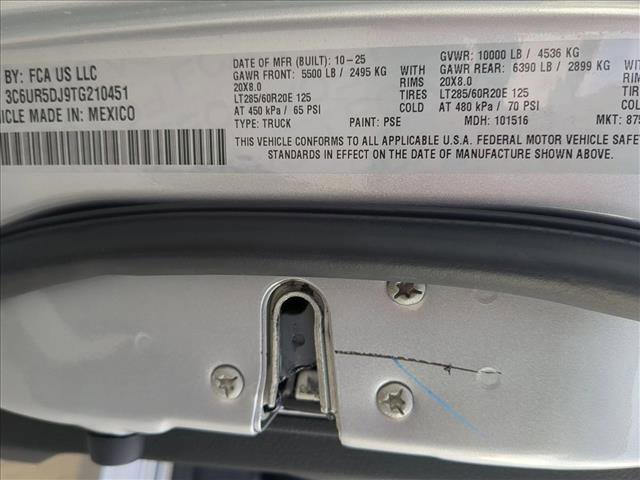 BY: FCA US LLC
3C6UR5DJ9TG210451
ICLE MADE IN: MEXICO
DATE OF MFR (BUILT): 10-25
GVWR: 10000 LB / 4536 KG
GAWR FRONT: 5500 LB / 2495 KG WITH GAWR REAR: 6390 LB / 2899 KG WITH
20X8.0 RIMS 20X8.0 RIMS
LT285/60R20E 125 TIRES LT285/60R20E 125 TIRES
AT 450 KPA / 65 PSI COLD AT 480 KPA / 70 PSI COLD
TYPE: TRUCK PAINT: PSE MDH: 101516 MKT: 875
THIS VEHICLE CONFORMS TO ALL APPLICABLE U.S.A. FEDERAL MOTOR VEHICLE SAFE
STANDARDS IN EFFECT ON THE DATE OF MANUFACTURE SHOWN ABOVE.